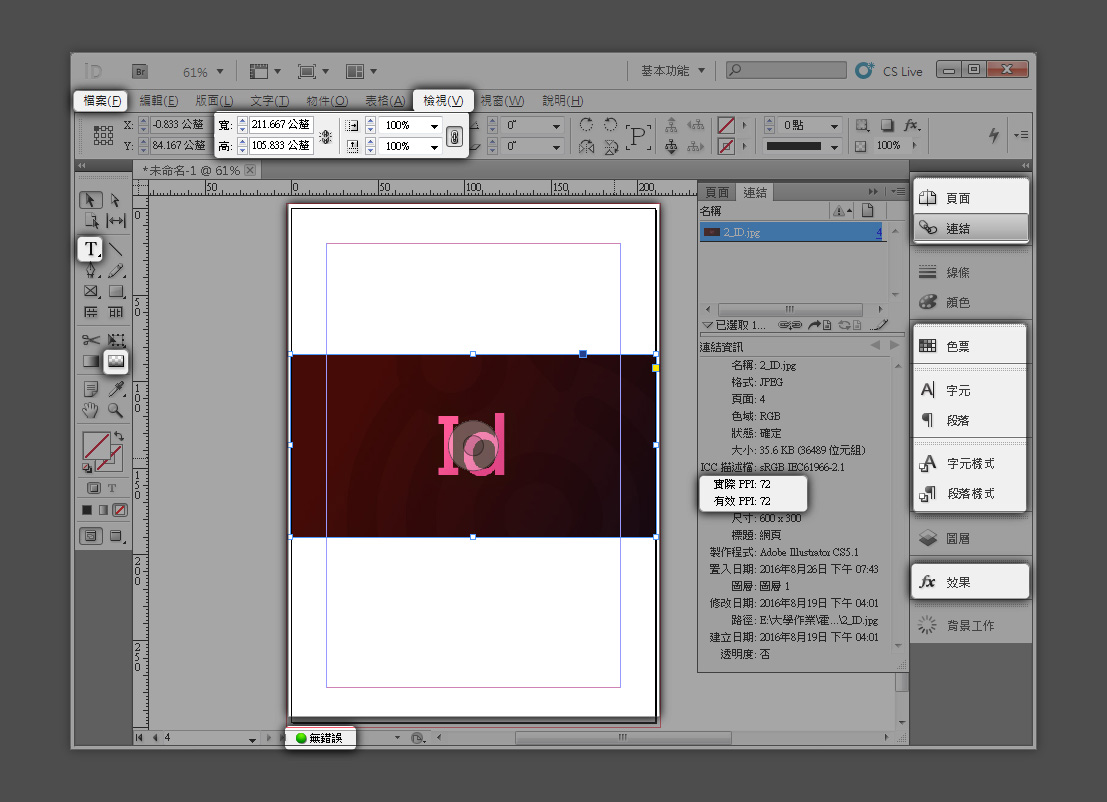 ID Br 61% 基本功能 CS Live
檔案(F) 編輯(E) 版面(L) 文字(T) 物件(O) 表格(A) 檢視(V) 視窗(W) 說明(H)
X: -0.833 公釐 寬: 211.667 公釐 100% 0° P 0 點 fx
Y: 84.167 公釐 高: 105.833 公釐 100% 0° 100%
*未命名-1 @ 61%
50 0 50 100 150 200
0
50
100
150
200
250
T
T
頁面 連結
名稱
2_ID.jpg 4
已選取 1...
連結資訊
名稱: 2_ID.jpg
格式: JPEG
頁面: 4
色域: RGB
狀態: 確定
大小: 35.6 KB (36489 位元組)
ICC 描述檔: sRGB IEC61966-2.1
實際 PPI: 72
有效 PPI: 72
尺寸: 600 x 300
標題: 網頁
製作程式: Adobe Illustrator CS5.1
置入日期: 2016年8月26日 下午 07:43
圖層: 圖層 1
修改日期: 2016年8月19日 下午 04:01
路徑: E:\大學作業\霍...\2_ID.jpg
建立日期: 2016年8月19日 下午 04:01
透明度: 否
頁面
連結
線條
顏色
色票
A 字元
段落
A 字元樣式
段落樣式
圖層
fx 效果
背景工作
Id
4 無錯誤